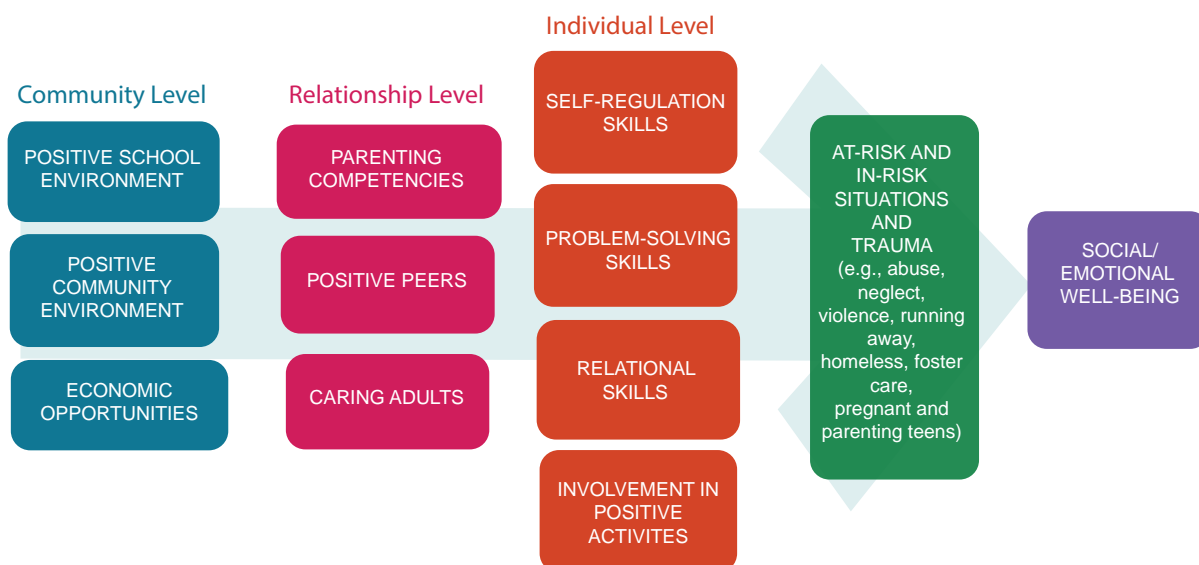 Individual Level
Community Level
Relationship Level
POSITIVE SCHOOL
ENVIRONMENT
POSITIVE
COMMUNITY
ENVIRONMENT
ECONOMIC
OPPORTUNITIES
PARENTING
COMPETENCIES
POSITIVE PEERS
CARING ADULTS
SELF-REGULATION
SKILLS
PROBLEM-SOLVING
SKILLS
RELATIONAL
SKILLS
INVOLVEMENT IN
POSITIVE
ACTIVITES
AT-RISK AND
IN-RISK
SITUATIONS
AND
TRAUMA
(e.g., abuse,
neglect,
violence, running
away,
homeless, foster
care,
pregnant and
parenting teens)
SOCIAL/
EMOTIONAL
WELL-BEING